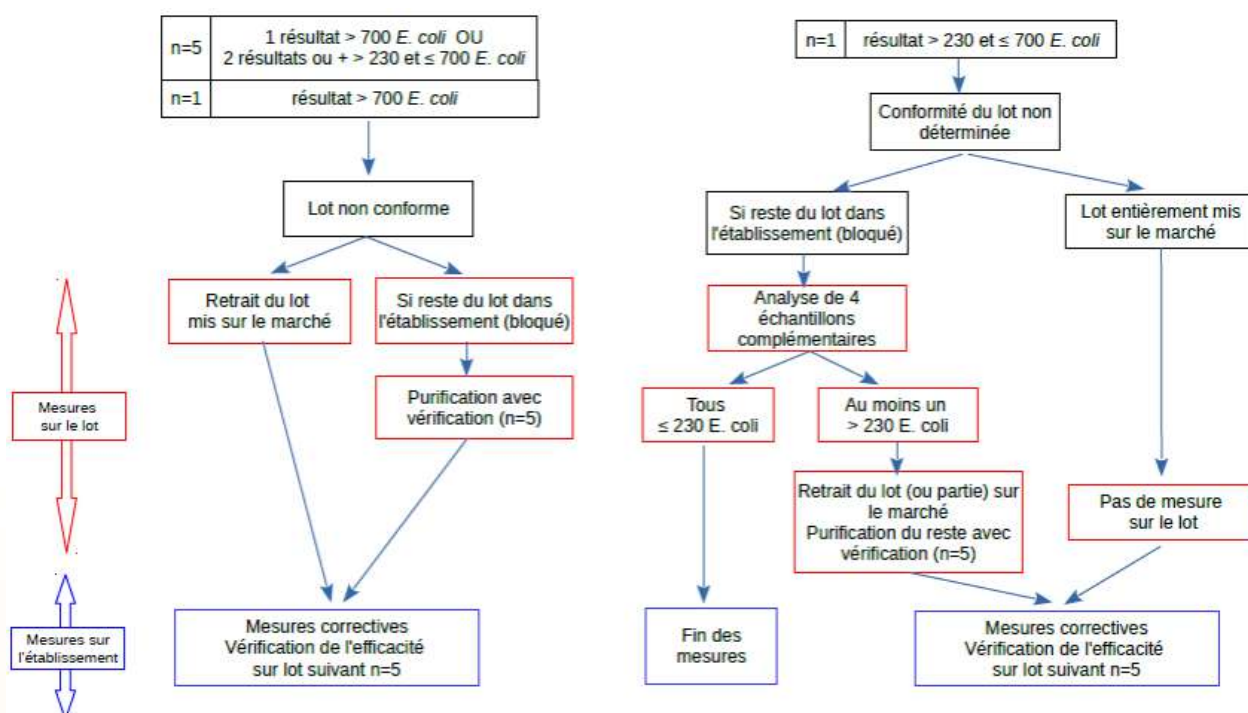 n=5
1 résultat > 700 E. coli OU
2 résultats ou + > 230 et ≤ 700 E. coli
n=1
résultat > 700 E. coli
Lot non conforme
Retrait du lot
mis sur le marché
Si reste du lot dans
l'établissement (bloqué)
Purification avec
vérification (n=5)
Mesures
sur le lot
Mesures sur
l'établissement
Mesures correctives
Vérification de l'efficacité
sur lot suivant n=5
n=1
résultat > 230 et ≤ 700 E. coli
Conformité du lot non
déterminée
Si reste du lot dans
l'établissement (bloqué)
Lot entièrement mis
sur le marché
Analyse de 4
échantillons
complémentaires
Tous
≤ 230 E. coli
Au moins un
> 230 E. coli
Retrait du lot (ou partie) sur
le marché
Purification du reste avec
vérification (n=5)
Pas de mesure
sur le lot
Fin des
mesures
Mesures correctives
Vérification de l'efficacité
sur lot suivant n=5